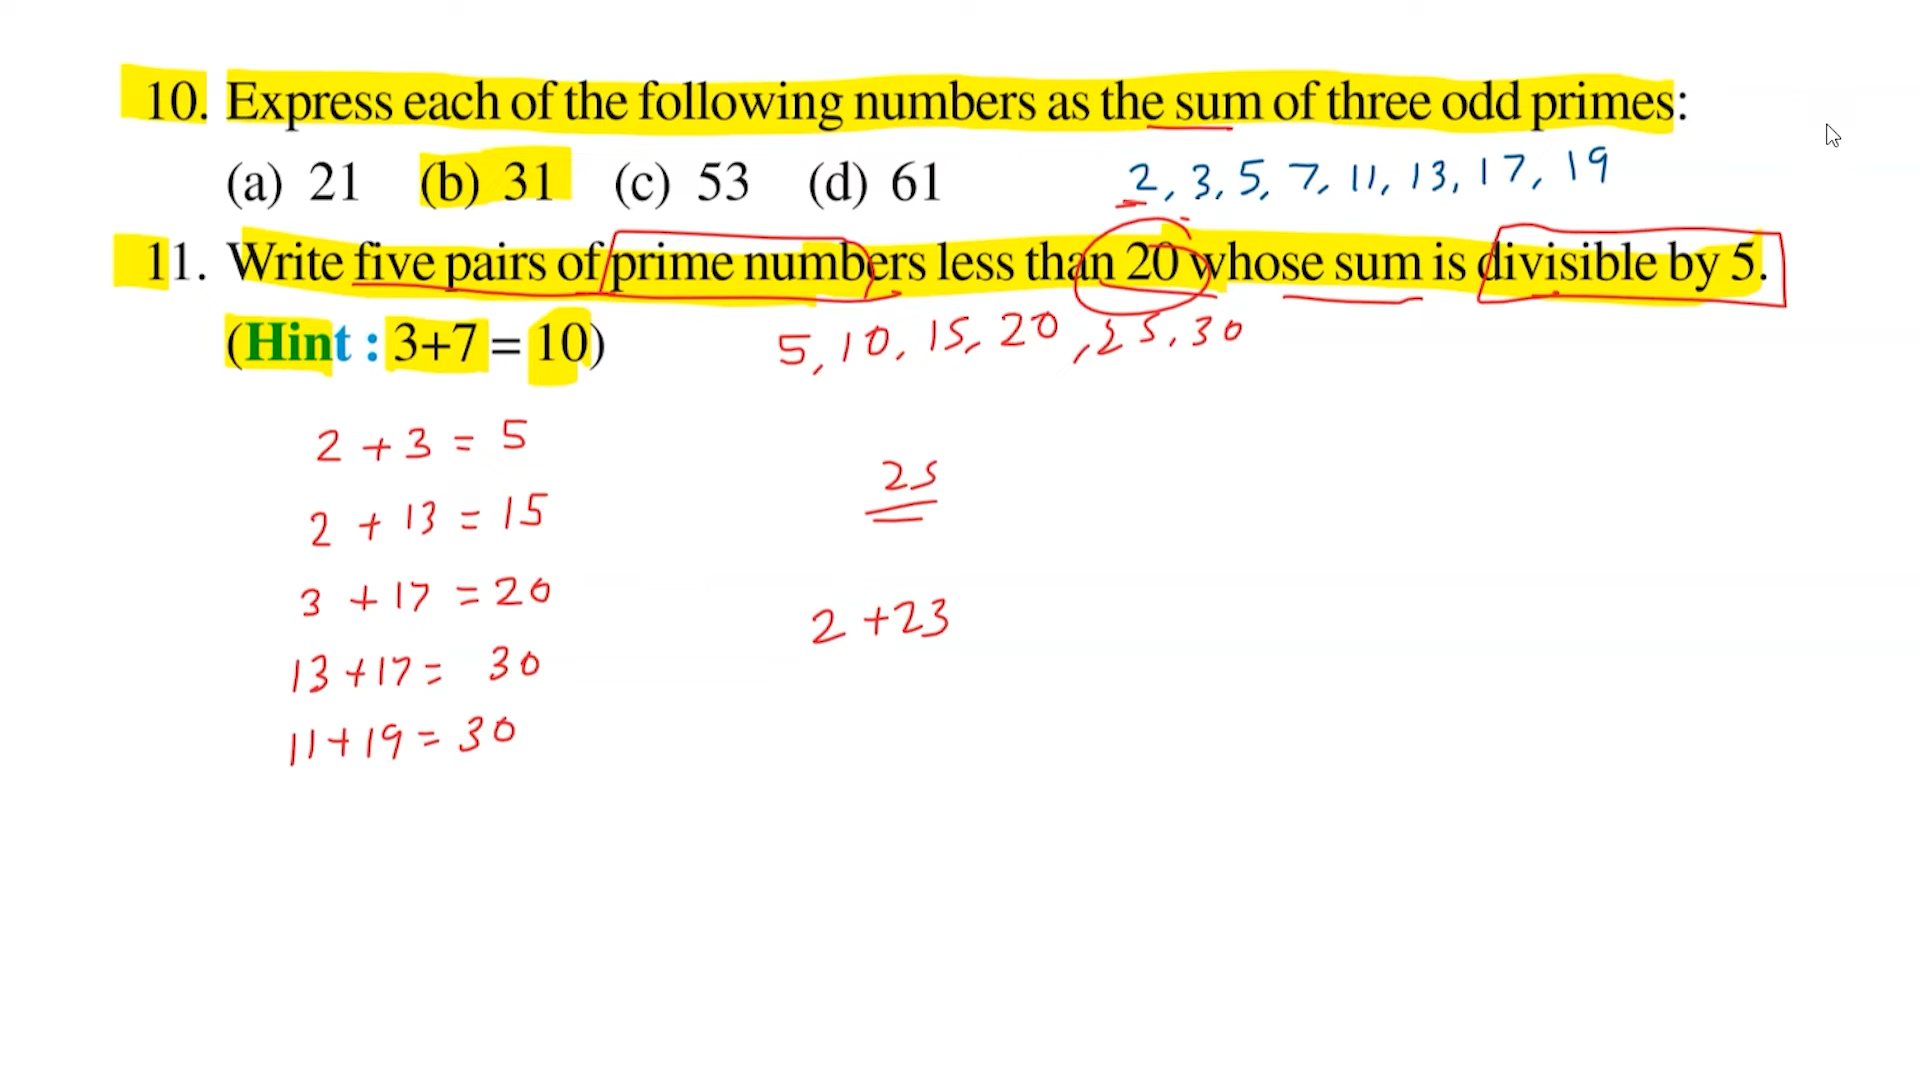 10. Express each of the following numbers as the sum of three odd primes:
(a) 21 (b) 31 (c) 53 (d) 61
2, 3, 5, 7, 11, 13, 17, 19
11. Write five pairs of prime numbers less than 20 whose sum is divisible by 5.
(Hint : 3+7 = 10)
5, 10, 15, 20, 25, 30
2 + 3 = 5
25
2 + 13 = 15
3 + 17 = 20
2 + 23
13 + 17 = 30
11 + 19 = 30